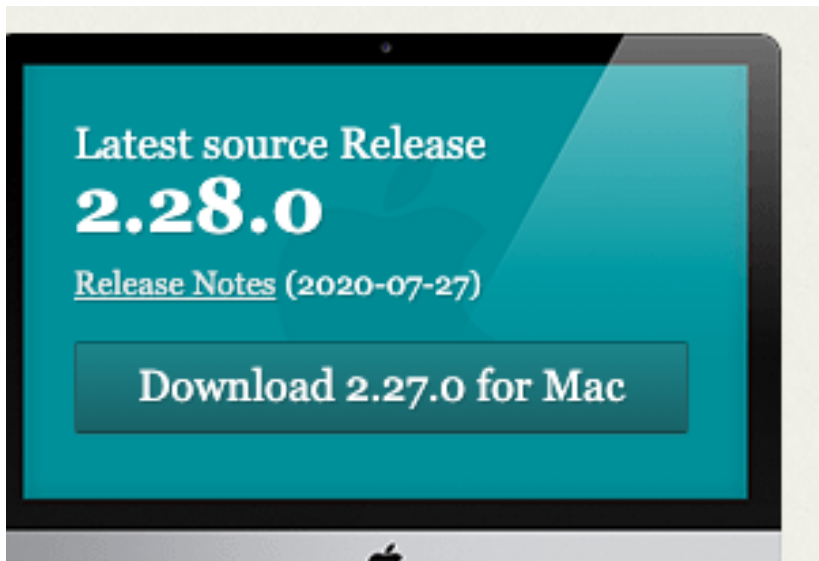 Latest source Release
2.28.0
Release Notes (2020-07-27)
Download 2.27.0 for Mac